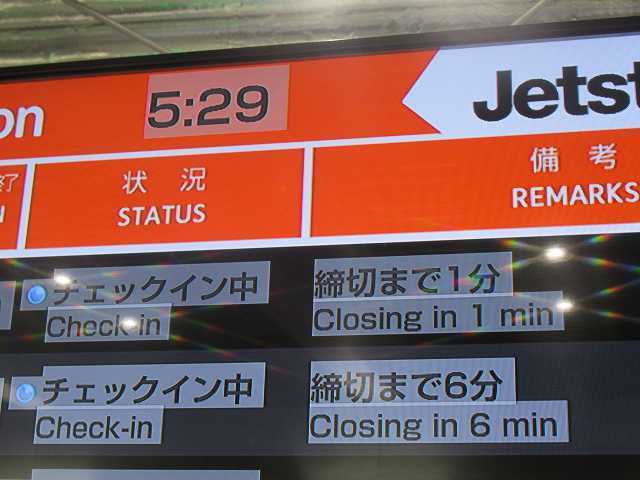 on 5:29 Jetst
了 状況 備考
STATUS REMARKS
チェックイン中 締切まで1分
Check-in Closing in 1 min
チェックイン中 締切まで6分
Check-in Closing in 6 min